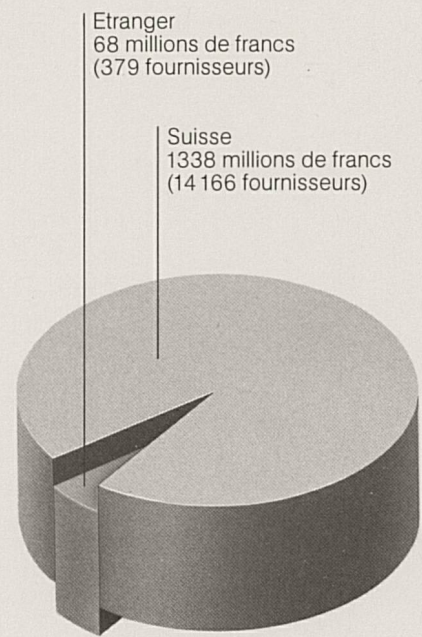 Etranger
68 millions de francs
(379 fournisseurs)
Suisse
1338 millions de francs
(14 166 fournisseurs)